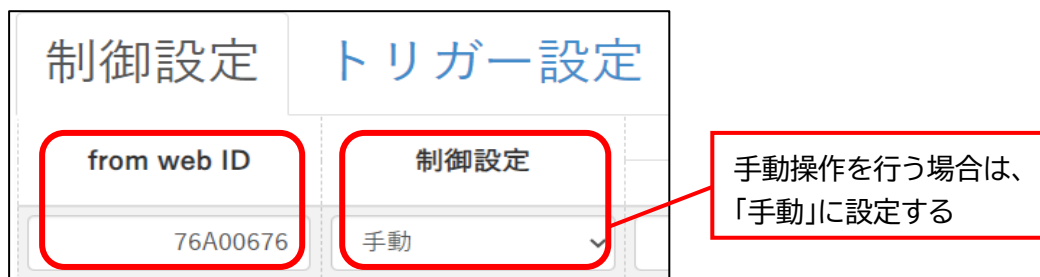 制御設定 トリガー設定
from web ID 制御設定
76A00676 手動
手動操作を行う場合は、
「手動」に設定する